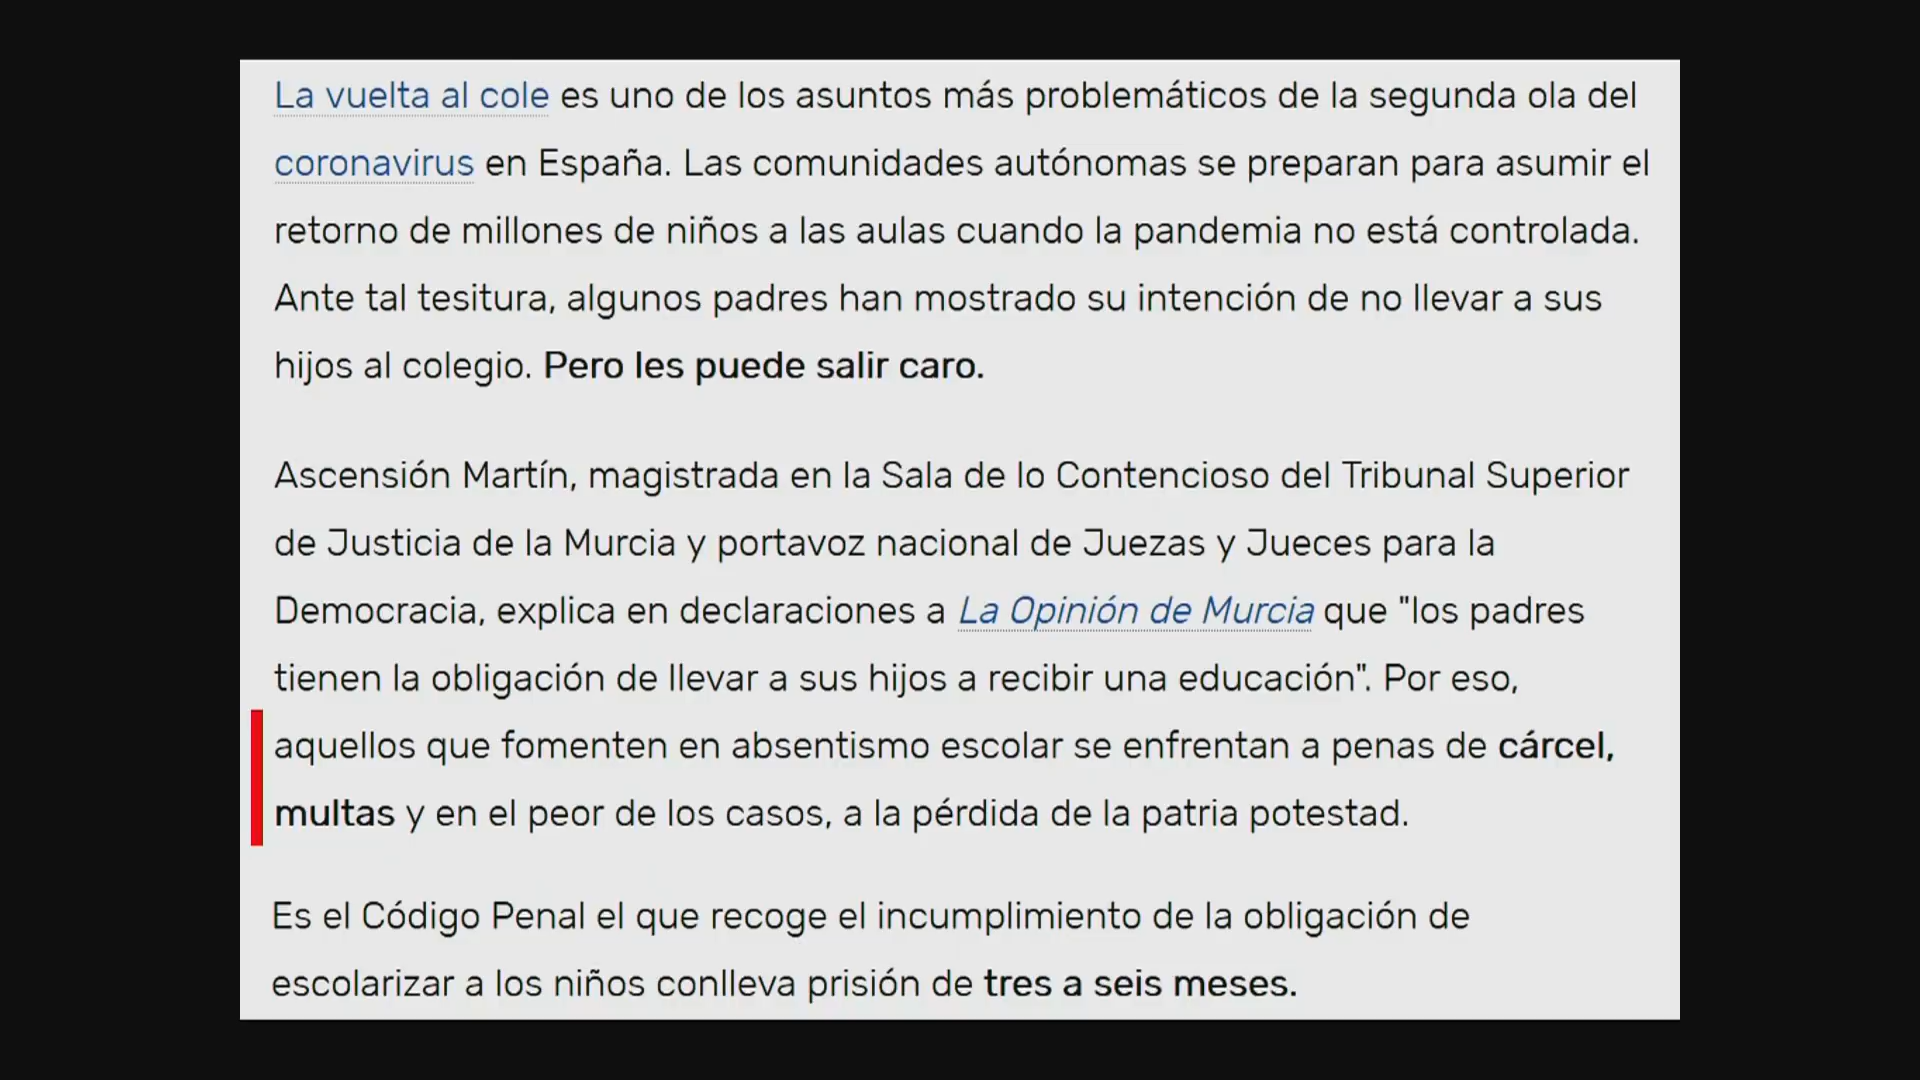 La vuelta al cole es uno de los asuntos más problemáticos de la segunda ola del
coronavirus en España. Las comunidades autónomas se preparan para asumir el
retorno de millones de niños a las aulas cuando la pandemia no está controlada.
Ante tal tesitura, algunos padres han mostrado su intención de no llevar a sus
hijos al colegio. Pero les puede salir caro.
Ascensión Martín, magistrada en la Sala de lo Contencioso del Tribunal Superior
de Justicia de la Murcia y portavoz nacional de Juezas y Jueces para la
Democracia, explica en declaraciones a La Opinión de Murcia que "los padres
tienen la obligación de llevar a sus hijos a recibir una educación". Por eso,
aquellos que fomenten en absentismo escolar se enfrentan a penas de cárcel,
multas y en el peor de los casos, a la pérdida de la patria potestad.
Es el Código Penal el que recoge el incumplimiento de la obligación de
escolarizar a los niños conlleva prisión de tres a seis meses.